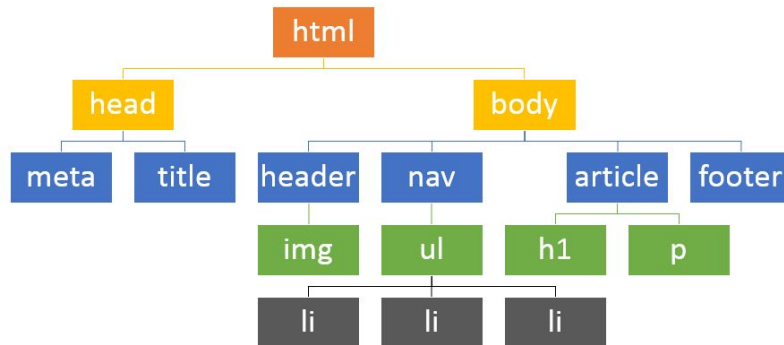 html
head body
meta title header nav article footer
img ul h1 p
li li li